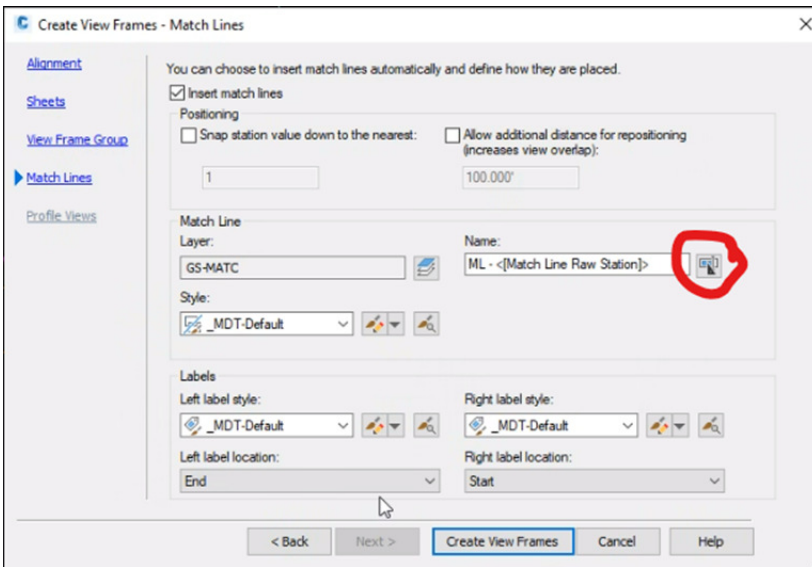 Create View Frames - Match Lines
Alignment
Sheets
View Frame Group
Match Lines
Profile Views
You can choose to insert match lines automatically and define how they are placed.
Insert match lines
Positioning
Snap station value down to the nearest:
1
Allow additional distance for repositioning
(increases view overlap):
100.000'
Match Line
Layer:
GS-MATC
Name:
ML - <[Match Line Raw Station]>
Style:
_MDT-Default
Labels
Left label style:
_MDT-Default
Right label style:
_MDT-Default
Left label location:
End
Right label location:
Start
< Back
Next >
Create View Frames
Cancel
Help